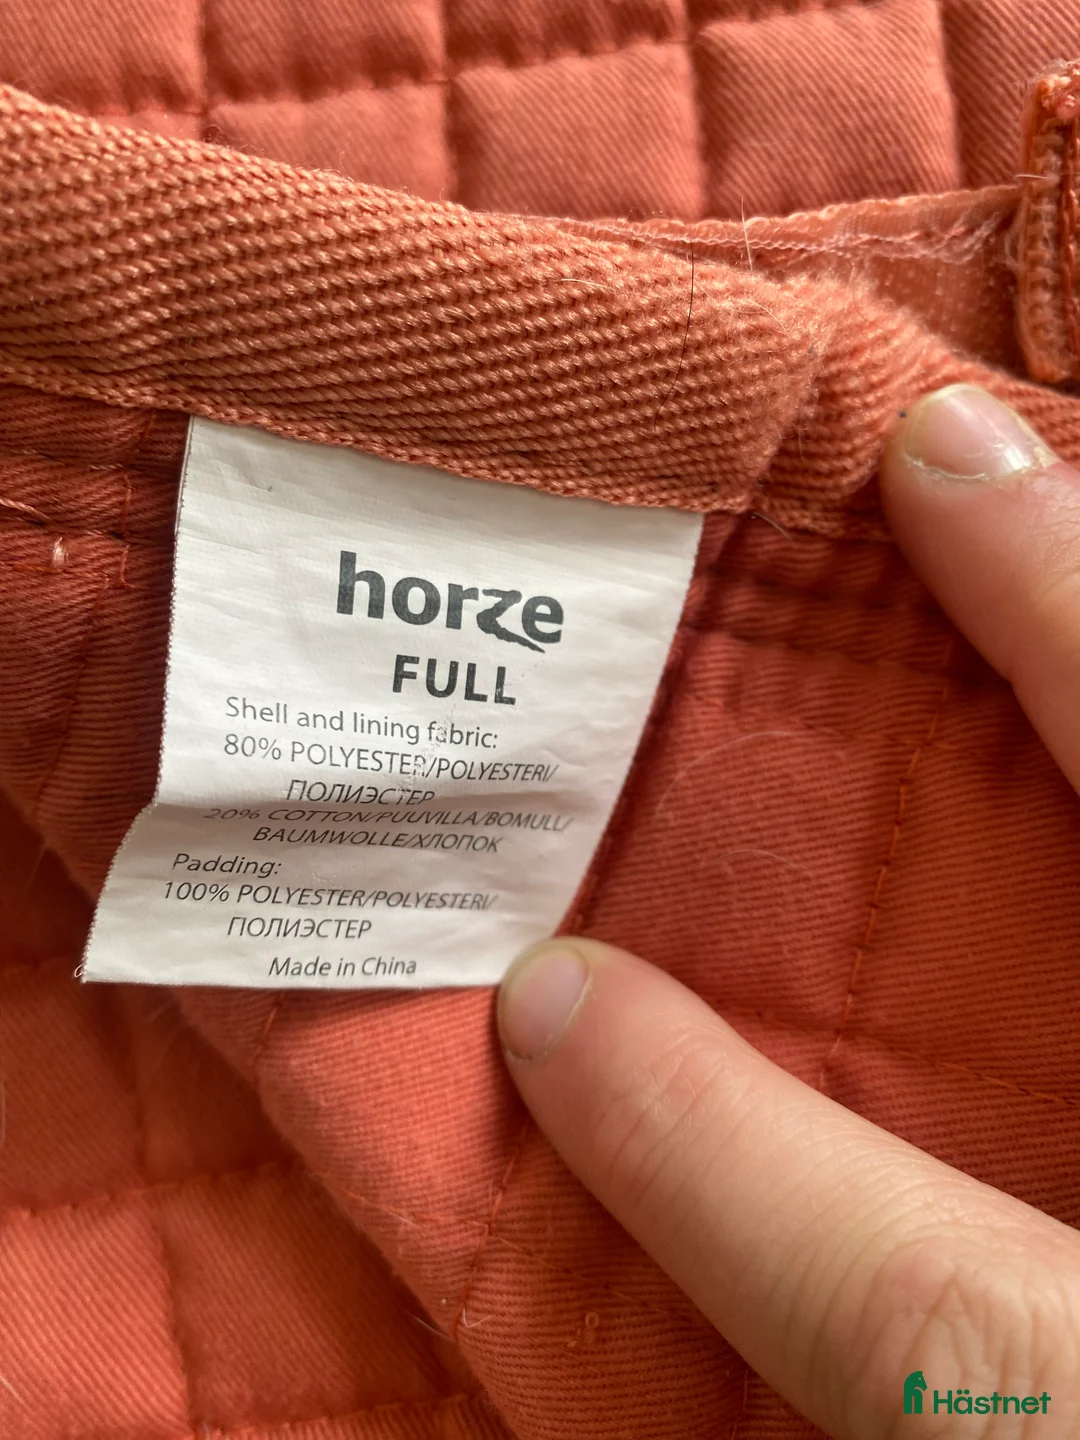 horze
FULL
Shell and lining fabric:
80% POLYESTER/POLYESTERI/
ПОЛИЭСТЕР
20% COTTON/PUUVILLA/BOMULL/
BAUMWOLLE/ХЛОПОК
Padding:
100% POLYESTER/POLYESTERI/
ПОЛИЭСТЕР
Made in China
Hästnet